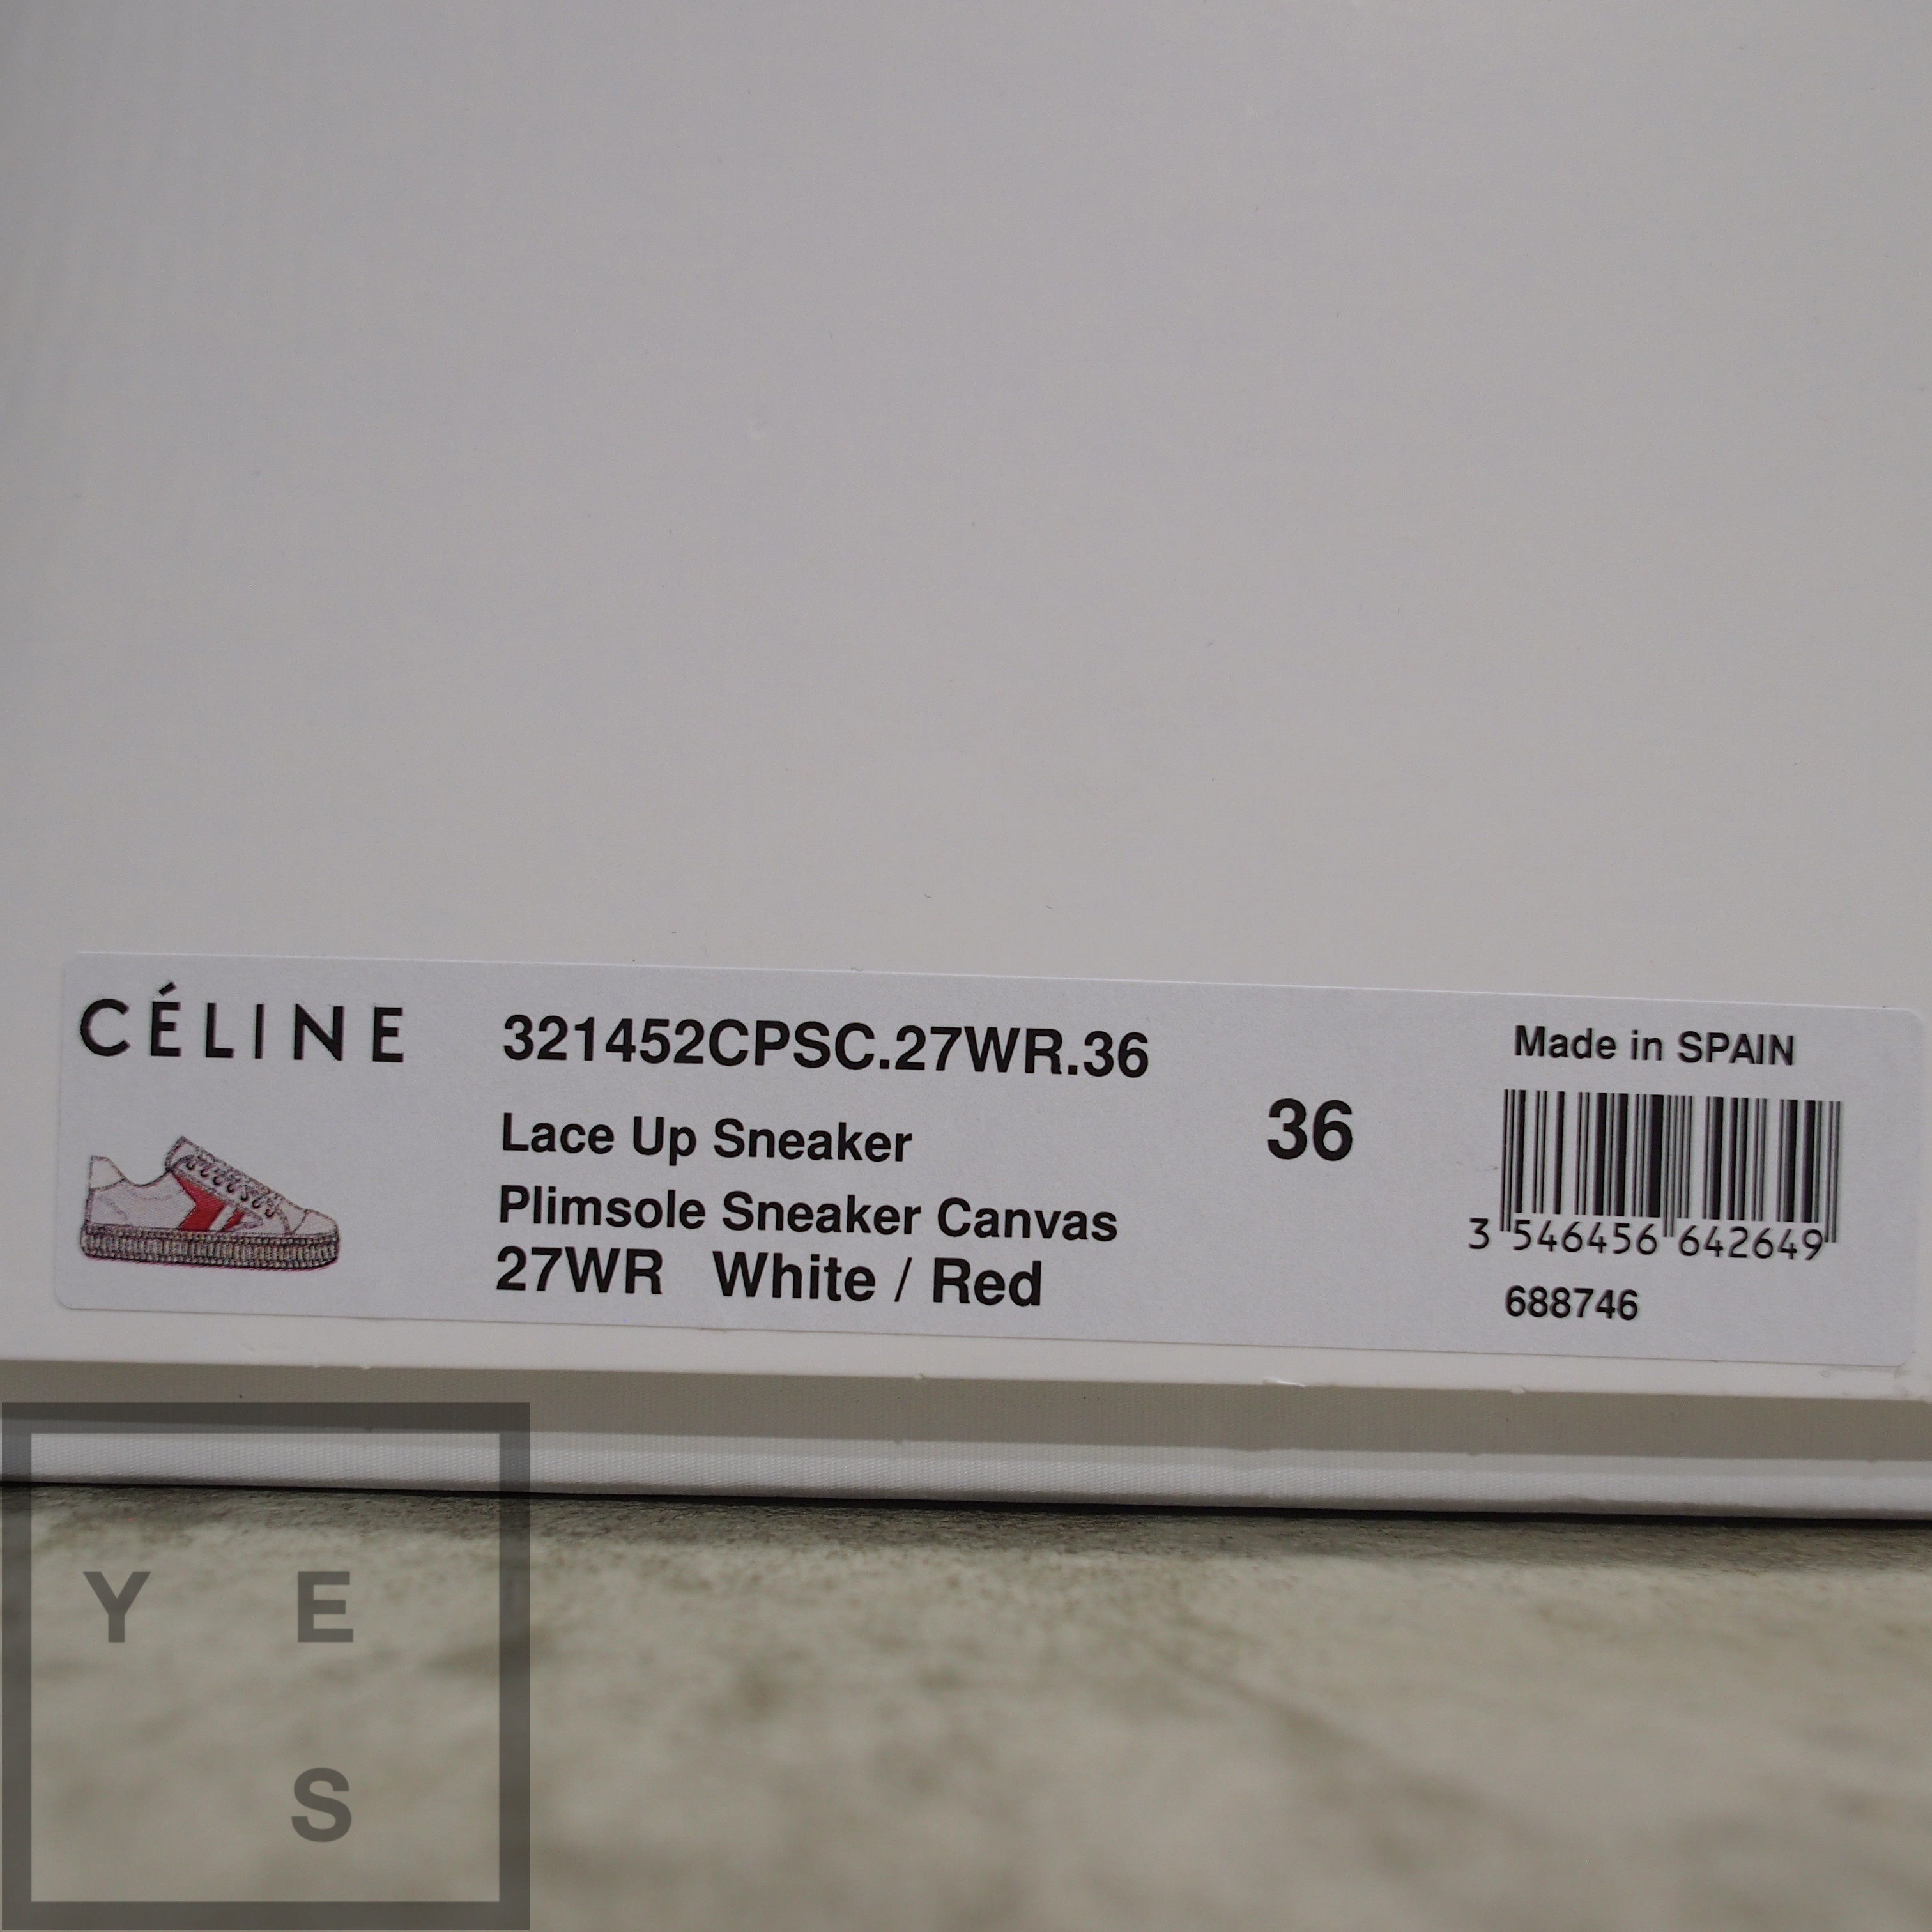 CÉLINE
321452CPSC.27WR.36
Lace Up Sneaker
Plimsole Sneaker Canvas
27WR White / Red
36
Made in SPAIN
3 546456 642649
688746
Y E
S